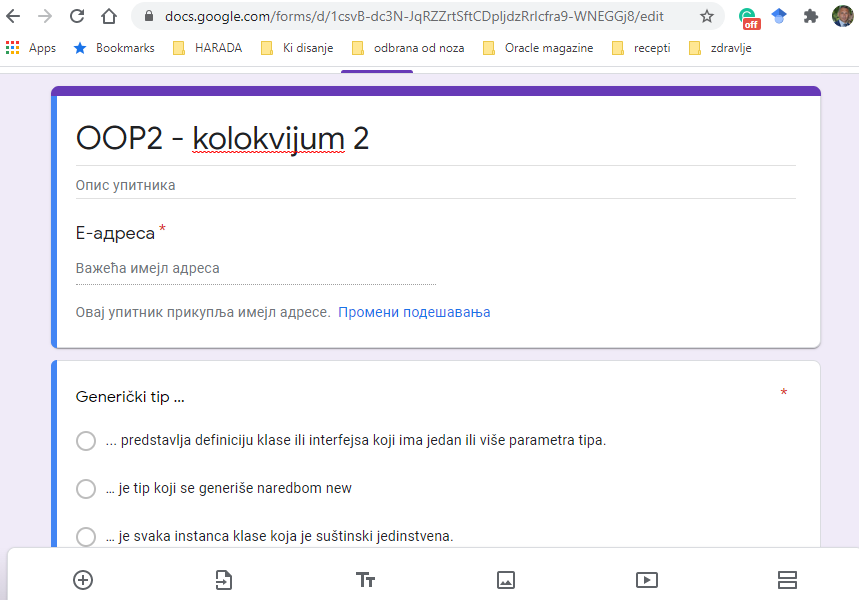 docs.google.com/forms/d/1csvB-dc3N-JqRZZrtSftCDpljdzRrlcfra9-WNEGGj8/edit
off
Apps Bookmarks HARADA Ki disanje odbrana od noza Oracle magazine recepti zdravlje
OOP2 - kolokvijum 2
Опис упитника
Е-адреса *
Важећа имејл адреса
Овај упитник прикупља имејл адресе. Промени подешавања
Generički tip ... *
... predstavlja definiciju klase ili interfejsa koji ima jedan ili više parametra tipa.
... je tip koji se generiše naredbom new
... je svaka instanca klase koja je suštinski jedinstvena.
Tт